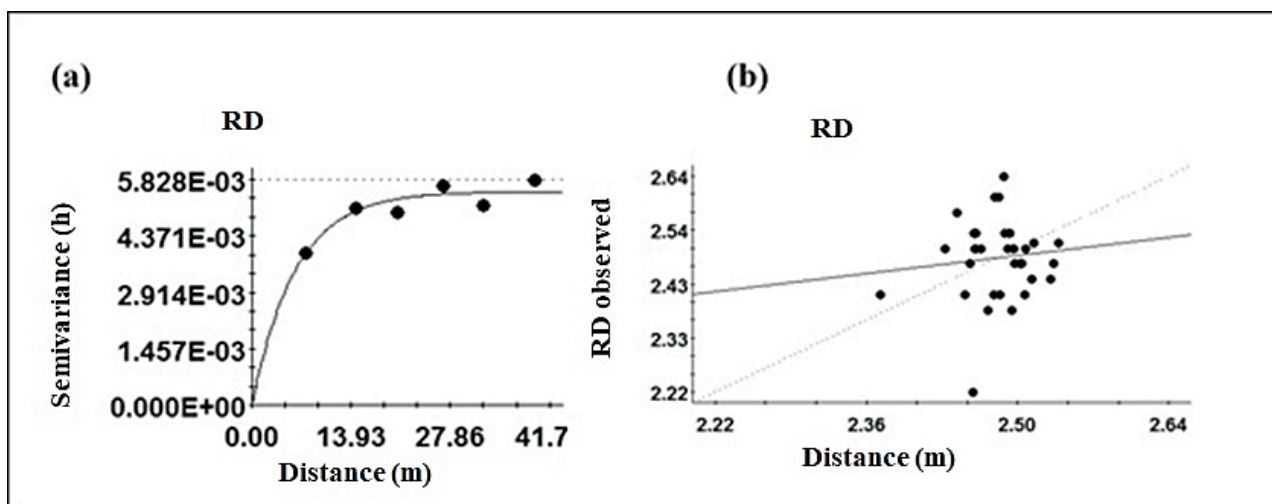 (a)
RD
Semivariance (h)
5.828E-03
4.371E-03
2.914E-03
1.457E-03
0.000E+00
0.00 13.93 27.86 41.7
Distance (m)
(b)
RD
RD observed
2.64
2.54
2.43
2.33
2.22
2.22 2.36 2.50 2.64
Distance (m)